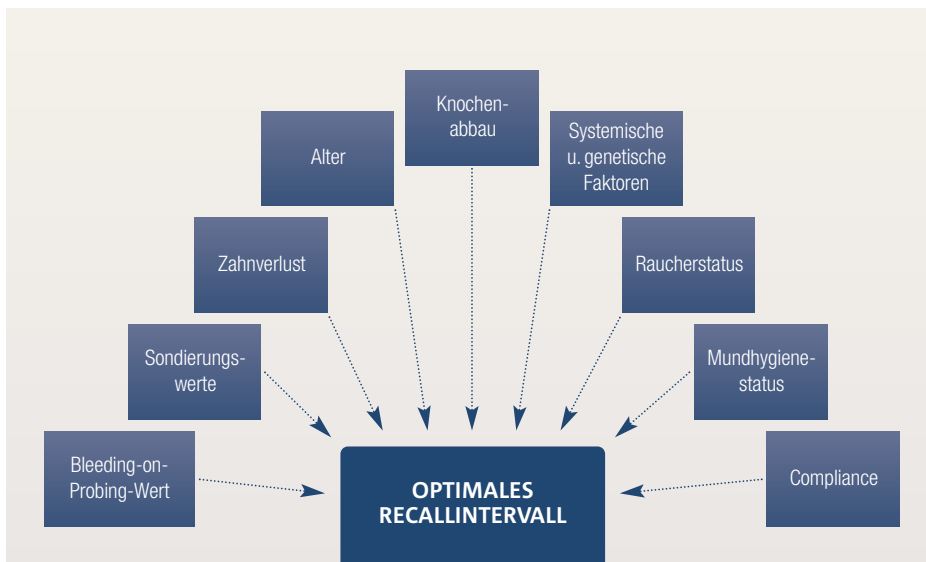 Knochen-
abbau
Alter
Systemische
u. genetische
Faktoren
Zahnverlust
Raucherstatus
Sondierungs-
werte
Mundhygiene-
status
Bleeding-on-
Probing-Wert
Compliance
OPTIMALES
RECALLINTERVALL